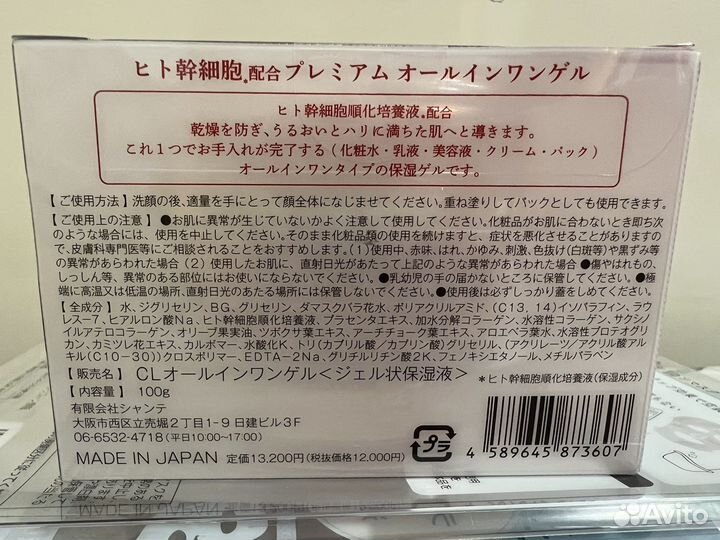 ヒト幹細胞*配合プレミアム オールインワンゲル
ヒト幹細胞順化培養液*配合
乾燥を防ぎ、うるおいとハリに満ちた肌へと導きます。
これ1つでお手入れが完了する(化粧水・乳液・美容液・クリーム・パック)
オールインワンタイプの保湿ゲルです。
【ご使用方法】洗顔の後、適量を手にとって顔全体になじませてください。重ね塗りしてパックとしても使用できます。
【ご使用上の注意】●お肌に異常が生じていないかよく注意して使用してください。化粧品がお肌に合わないとき即ち次
のような場合には、使用を中止してください。そのまま化粧品類の使用を続けますと、症状を悪化させることがありますので、
皮膚科専門医等にご相談されることをおすすめします。(1)使用中、赤味、はれ、かゆみ、刺激、色抜け(白斑等)や黒ずみ等
の異常があらわれた場合(2)使用したお肌に、直射日光があたって上記のような異常があらわれた場合●傷やはれもの、
しっしん等、異常のある部位にはお使いにならないでください。●乳幼児の手の届かないところに保管してください。●極
端に高温又は低温の場所、直射日光のあたる場所には保管しないでください。●使用後は必ずしっかり蓋をしめてください。
【全成分】水、ジグリセリン、BG、グリセリン、ダマスクバラ花水、ポリアクリルアミド、(C13,14)イソパラフィン、ラウ
レス-7、ヒアルロン酸Na、ヒト幹細胞順化培養液、プラセンタエキス、加水分解コラーゲン、水溶性コラーゲン、サクシノ
イルアテロコラーゲン、オリーブ果実油、ツボクサ葉エキス、アーチチョーク葉エキス、アロエベラ葉水、水溶性プロテオグリ
カン、カミツレ花エキス、カルボマー、水酸化K、トリ(カプリル酸/カプリン酸)グリセリル、(アクリレーツ/アクリル酸アルキ
ル(C10-30))クロスポリマー、EDTA-2Na、グリチルリチン酸2K、フェノキシエタノール、メチルパラベン
【販売名】CLオールインワンゲル<ジェル状保湿液> *ヒト幹細胞順化培養液(保湿成分)
【内容量】100g
有限会社シャンテ
大阪市西区立売堀2丁目1-9 日建ビル3F
06-6532-4718(平日10:00〜17:00)
プラ
MADE IN JAPAN 定価13,200円(税抜価格12,000円)
4 589645 873607
MADE IN JAPAN
Avito